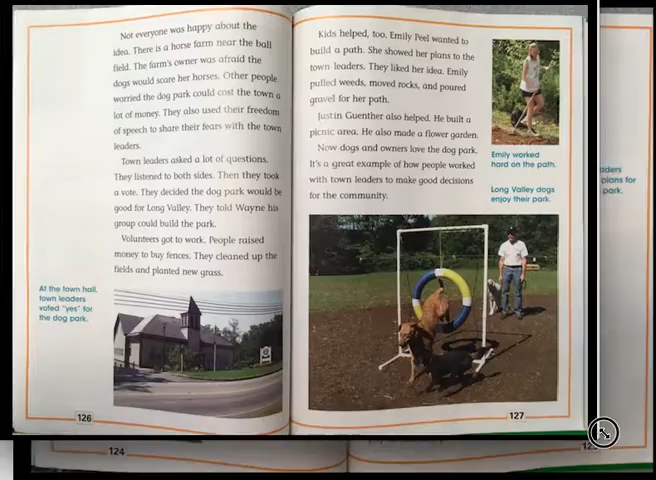 Not everyone was happy about the
idea. There is a horse farm near the ball
field. The farm's owner was afraid the
dogs would scare her horses. Other people
worried the dog park could cost the town a
lot of money. They also used their freedom
of speech to share their fears with the town
leaders.
Town leaders asked a lot of questions.
They listened to both sides. Then they took
a vote. They decided the dog park would be
good for Long Valley. They told Wayne his
group could build the park.
Volunteers got to work. People raised
money to buy fences. They cleaned up the
fields and planted new grass.
At the town hall,
town leaders
voted "yes" for
the dog park.
126
Kids helped, too. Emily Peel wanted to
build a path. She showed her plans to the
town leaders. They liked her idea. Emily
pulled weeds, moved rocks, and poured
gravel for her path.
Justin Guenther also helped. He built a
picnic area. He also made a flower garden.
Now dogs and owners love the dog park.
It's a great example of how people worked
with town leaders to make good decisions
for the community.
Emily worked
hard on the path.
Long Valley dogs
enjoy their park.
127
aders
plans for
park.
124